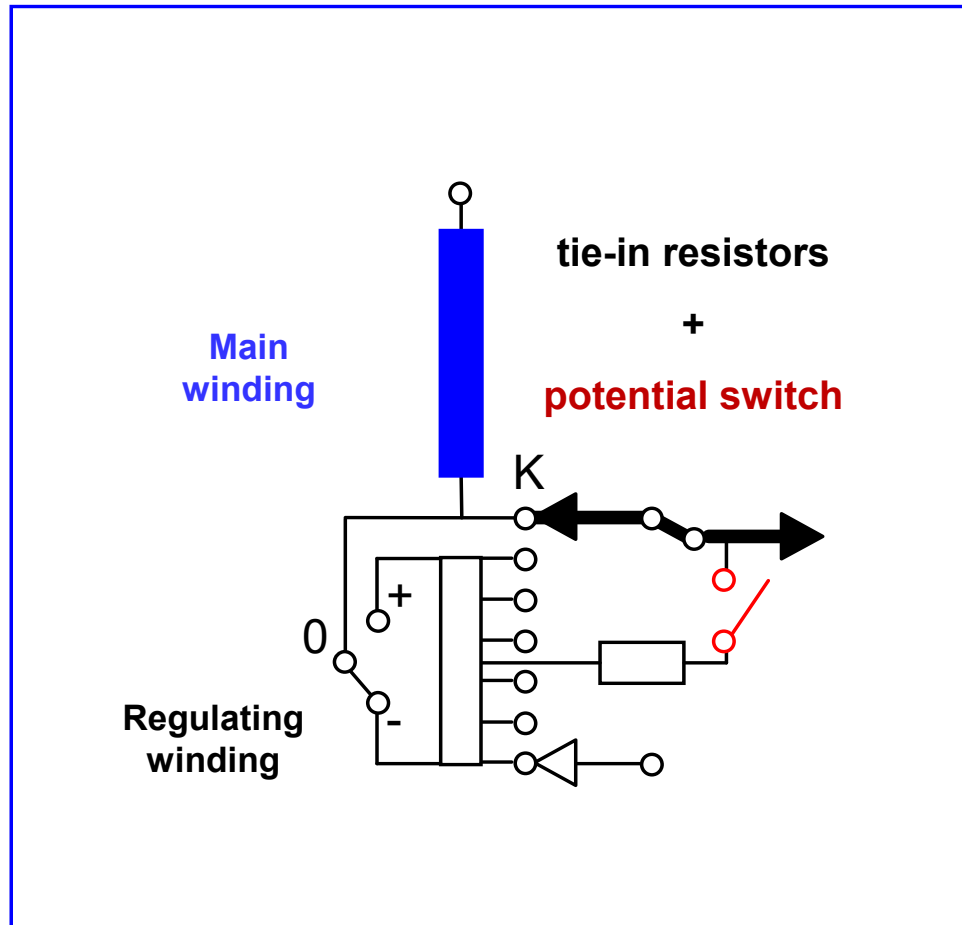 tie-in resistors
+
potential switch
Main
winding
K
+
0
-
Regulating
winding